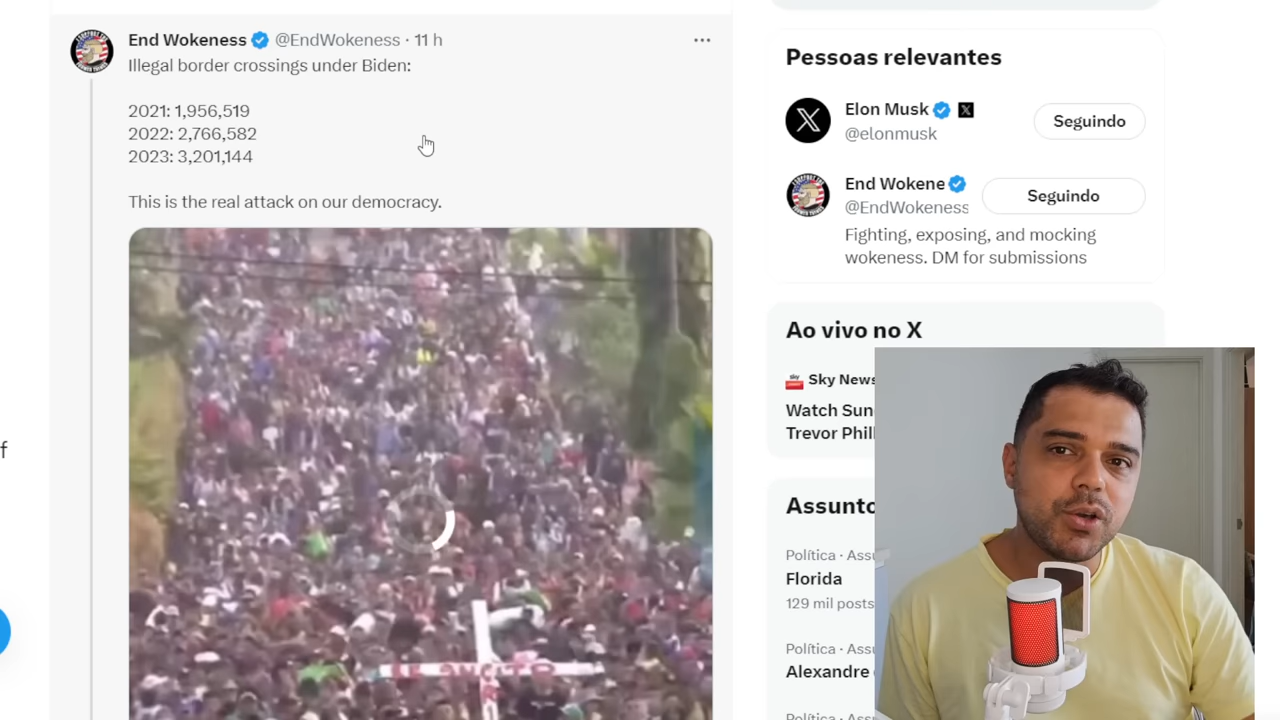 End Wokeness @EndWokeness · 11 h
Illegal border crossings under Biden:
2021: 1,956,519
2022: 2,766,582
2023: 3,201,144
This is the real attack on our democracy.
f
Pessoas relevantes
Elon Musk
@elonmusk
Seguindo
End Wokene
@EndWokeness
Seguindo
Fighting, exposing, and mocking
wokeness. DM for submissions
Ao vivo no X
Sky News
Watch Sun
Trevor Phil
Assunto
Política · Assu
Florida
129 mil posts
Política · Assu
Alexandre
Política · Assu